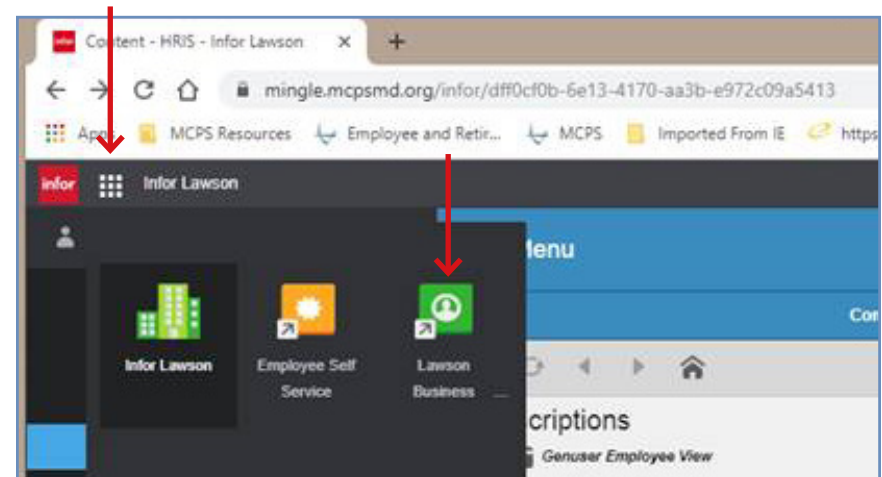 infor Content - HRIS - Infor Lawson
mingle.mcpsmd.org/infor/dff0cf0b-6e13-4170-aa3b-e972c09a5413
Apps MCPS Resources Employee and Retir... MCPS Imported From IE https
infor Infor Lawson
Menu
Con
Infor Lawson
Employee Self
Service
Lawson
Business ...
criptions
Genuser Employee View